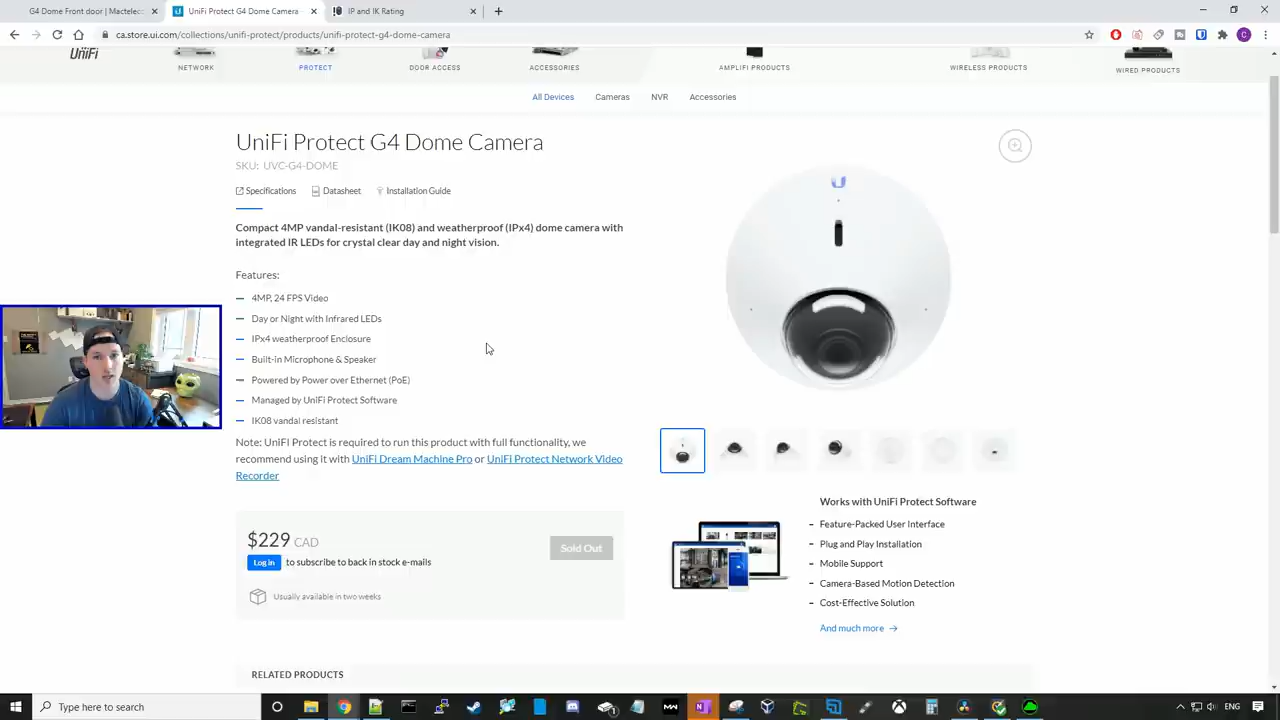 G4 Dome Front door | Mactelecc
UniFi Protect G4 Dome Camera
IP and IK Rating
ca.store.ui.com/collections/unifi-protect/products/unifi-protect-g4-dome-camera
UniFi
NETWORK
PROTECT
DOOR ACCESS
ACCESSORIES
AMPLIFI PRODUCTS
WIRELESS PRODUCTS
WIRED PRODUCTS
All Devices
Cameras
NVR
Accessories
UniFi Protect G4 Dome Camera
SKU: UVC-G4-DOME
Specifications
Datasheet
Installation Guide
Compact 4MP vandal-resistant (IK08) and weatherproof (IPx4) dome camera with
integrated IR LEDs for crystal clear day and night vision.
Features:
4MP, 24 FPS Video
Day or Night with Infrared LEDs
IPx4 weatherproof Enclosure
Built-in Microphone & Speaker
Powered by Power over Ethernet (PoE)
Managed by UniFi Protect Software
IK08 vandal resistant
Note: UniFI Protect is required to run this product with full functionality, we
recommend using it with UniFi Dream Machine Pro or UniFi Protect Network Video
Recorder
$229 CAD
Sold Out
Log in to subscribe to back in stock e-mails
Usually available in two weeks
Works with UniFi Protect Software
Feature-Packed User Interface
Plug and Play Installation
Mobile Support
Camera-Based Motion Detection
Cost-Effective Solution
And much more →
RELATED PRODUCTS
Type here to search
ENG